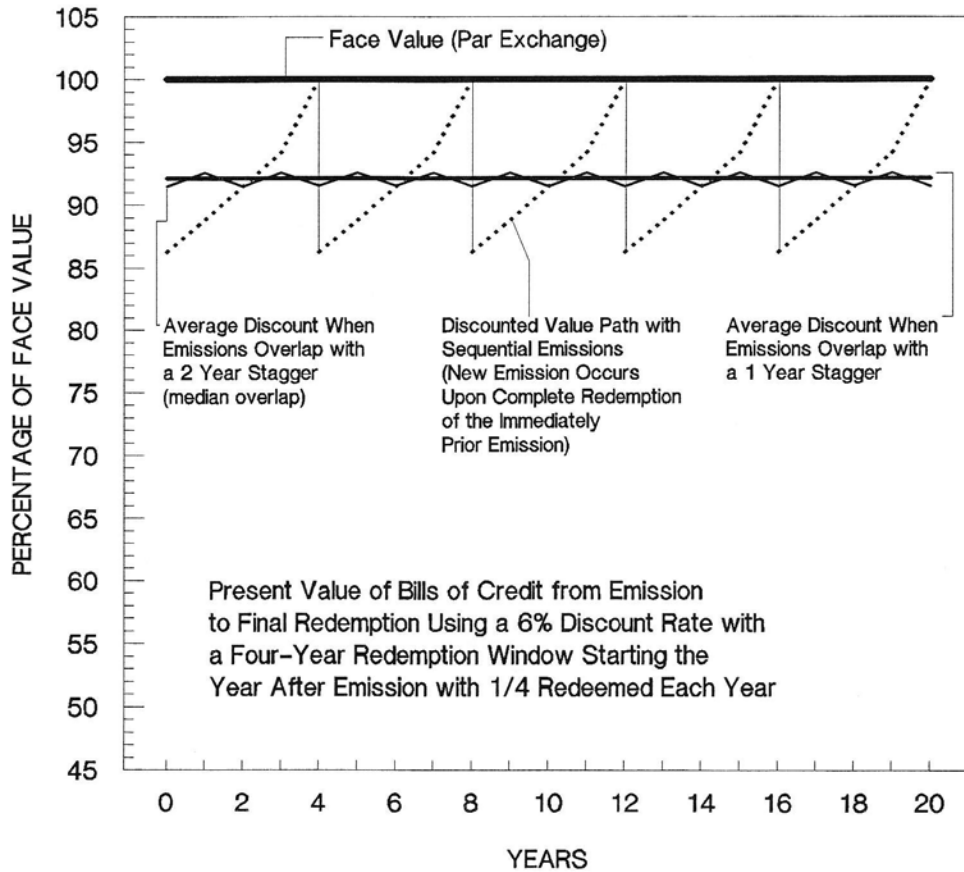 PERCENTAGE OF FACE VALUE
105
100
95
90
85
80
75
70
65
60
55
50
45
Face Value (Par Exchange)
Average Discount When
Emissions Overlap with
a 2 Year Stagger
(median overlap)
Discounted Value Path with
Sequential Emissions
(New Emission Occurs
Upon Complete Redemption
of the Immediately
Prior Emission)
Average Discount When
Emissions Overlap with
a 1 Year Stagger
Present Value of Bills of Credit from Emission
to Final Redemption Using a 6% Discount Rate with
a Four-Year Redemption Window Starting the
Year After Emission with 1/4 Redeemed Each Year
0 2 4 6 8 10 12 14 16 18 20
YEARS